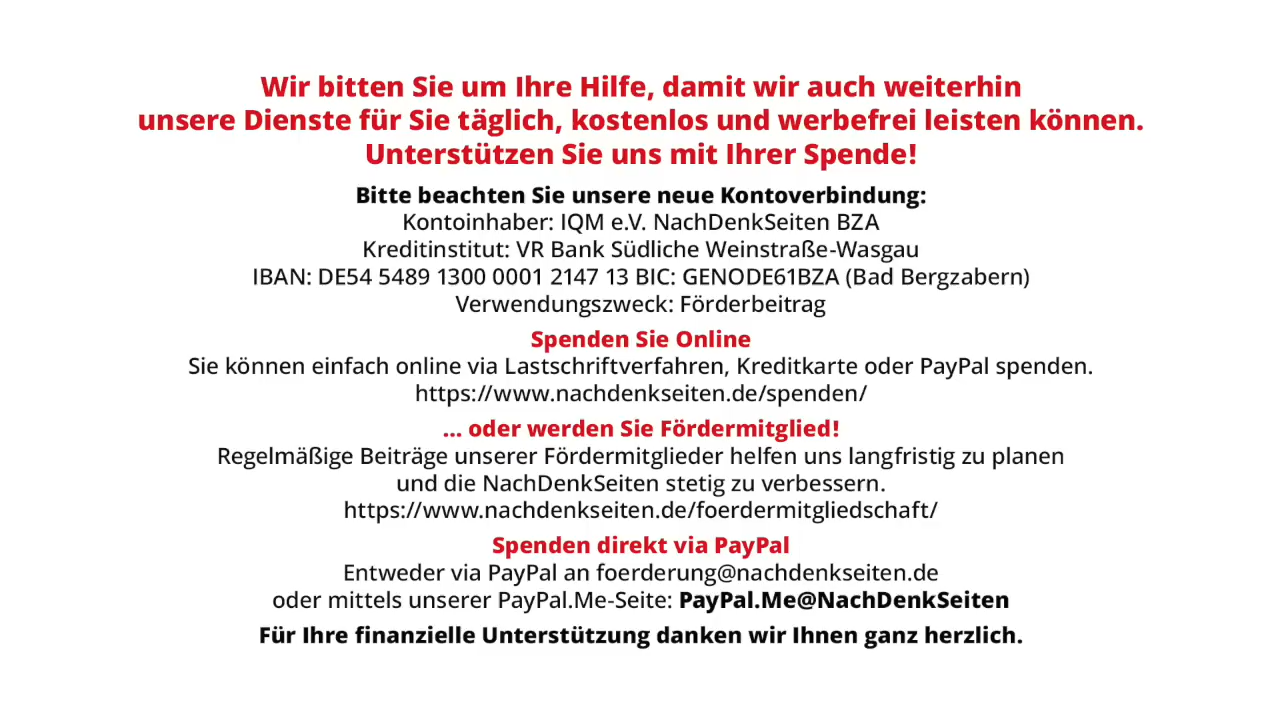 Wir bitten Sie um Ihre Hilfe, damit wir auch weiterhin
unsere Dienste für Sie täglich, kostenlos und werbefrei leisten können.
Unterstützen Sie uns mit Ihrer Spende!
Bitte beachten Sie unsere neue Kontoverbindung:
Kontoinhaber: IQM e.V. NachDenkSeiten BZA
Kreditinstitut: VR Bank Südliche Weinstraße-Wasgau
IBAN: DE54 5489 1300 0001 2147 13 BIC: GENODE61BZA (Bad Bergzabern)
Verwendungszweck: Förderbeitrag
Spenden Sie Online
Sie können einfach online via Lastschriftverfahren, Kreditkarte oder PayPal spenden.
https://www.nachdenkseiten.de/spenden/
... oder werden Sie Fördermitglied!
Regelmäßige Beiträge unserer Fördermitglieder helfen uns langfristig zu planen
und die NachDenkSeiten stetig zu verbessern.
https://www.nachdenkseiten.de/foerdermitgliedschaft/
Spenden direkt via PayPal
Entweder via PayPal an foerderung@nachdenkseiten.de
oder mittels unserer PayPal.Me-Seite: PayPal.Me@NachDenkSeiten
Für Ihre finanzielle Unterstützung danken wir Ihnen ganz herzlich.